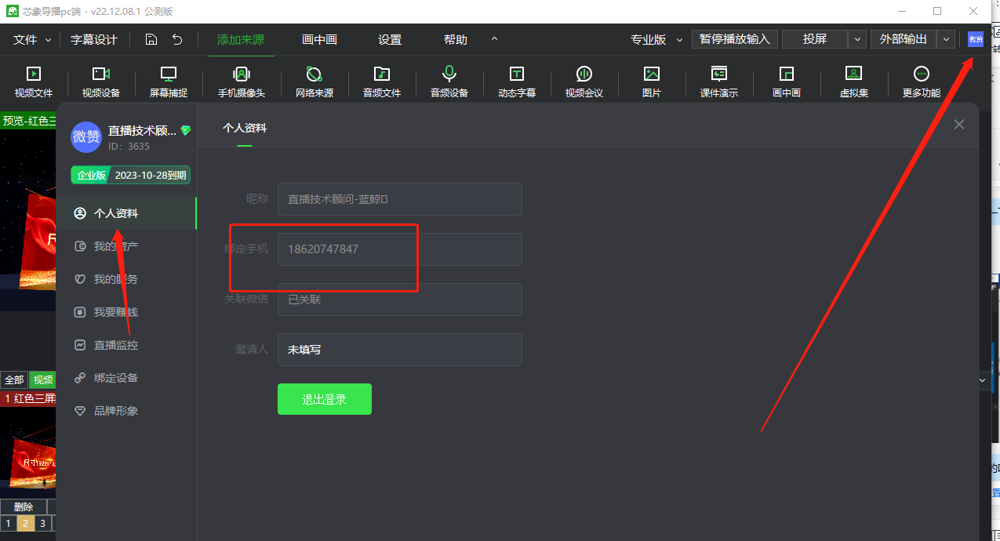 芯象导播pc端 - v22.12.08.1 公测版
文件 字幕设计 添加来源 画中画 设置 帮助 专业版 暂停播放输入 投屏 外部输出 微赞
视频文件 视频设备 屏幕捕捉 手机摄像头 网络来源 音频文件 音频设备 动态字幕 视频会议 图片 课件演示 画中画 虚拟集 更多功能
预览-红色三
微赞 直播技术顾...
ID：3635
企业版 2023-10-28到期
个人资料
我的资产
我的服务
我要赚钱
直播监控
绑定设备
品牌形象
个人资料
昵称 直播技术顾问-蓝鲸
绑定手机 18620747847
关联微信 已关联
邀请人 未填写
退出登录
全部 视频
1 红色三屏
删除
1 2 3